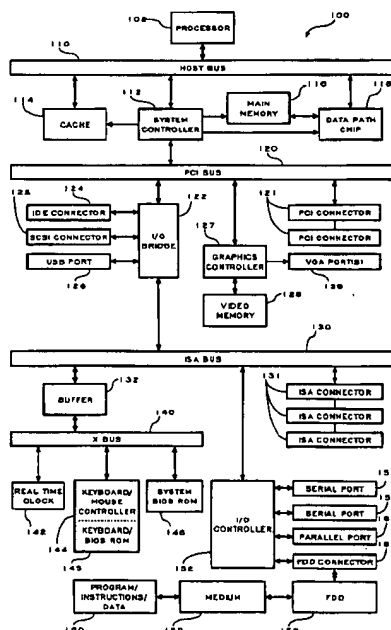 102
PROCESSOR
100
110
HOST BUS
114
112
116
118
CACHE
SYSTEM
CONTROLLER
MAIN
MEMORY
DATA PATH
CHIP
120
PCI BUS
124
122
121
IDE CONNECTOR
SCSI CONNECTOR
USB PORT
126
I/O
BRIDGE
127
GRAPHICS
CONTROLLER
PCI CONNECTOR
PCI CONNECTOR
VGA PORT(S)
VIDEO
MEMORY
128
130
ISA BUS
132
131
BUFFER
ISA CONNECTOR
ISA CONNECTOR
ISA CONNECTOR
140
X BUS
REAL TIME
CLOCK
142
KEYBOARD/
MOUSE
CONTROLLER
KEYBOARD/
BIOS ROM
144
145
SYSTEM
BIOS ROM
146
I/O
CONTROLLER
152
SERIAL PORT
SERIAL PORT
PARALLEL PORT
FDD CONNECTOR
PROGRAM/
INSTRUCTIONS/
DATA
MEDIUM
FDD